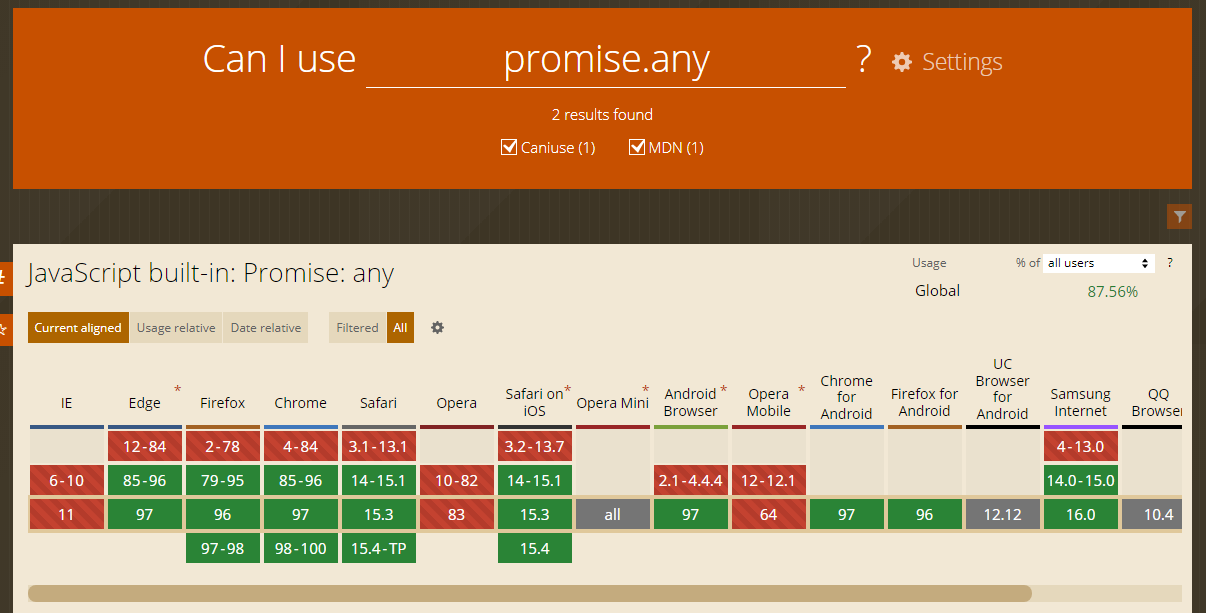 Can I use promise.any ? Settings
2 results found
Caniuse (1) MDN (1)
JavaScript built-in: Promise: any
Usage % of all users ?
Global 87.56%
Current aligned Usage relative Date relative Filtered All
IE Edge * Firefox Chrome Safari Opera Safari on iOS * Opera Mini * Android Browser * Opera Mobile * Chrome for Android Firefox for Android UC Browser for Android Samsung Internet QQ Browser
12-84 2-78 4-84 3.1-13.1 3.2-13.7 4-13.0
6-10 85-96 79-95 85-96 14-15.1 10-82 14-15.1 2.1-4.4.4 12-12.1 14.0-15.0
11 97 96 97 15.3 83 15.3 all 97 64 97 96 12.12 16.0 10.4
97-98 98-100 15.4-TP 15.4